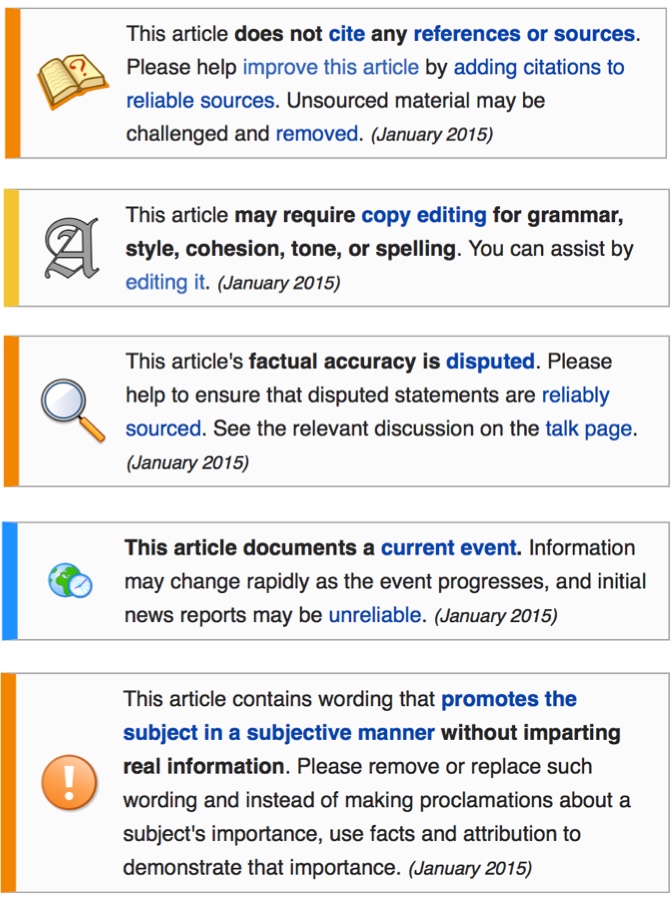 This article does not cite any references or sources.
Please help improve this article by adding citations to
reliable sources. Unsourced material may be
challenged and removed. (January 2015)
This article may require copy editing for grammar,
style, cohesion, tone, or spelling. You can assist by
editing it. (January 2015)
This article's factual accuracy is disputed. Please
help to ensure that disputed statements are reliably
sourced. See the relevant discussion on the talk page.
(January 2015)
This article documents a current event. Information
may change rapidly as the event progresses, and initial
news reports may be unreliable. (January 2015)
This article contains wording that promotes the
subject in a subjective manner without imparting
real information. Please remove or replace such
wording and instead of making proclamations about a
subject's importance, use facts and attribution to
demonstrate that importance. (January 2015)